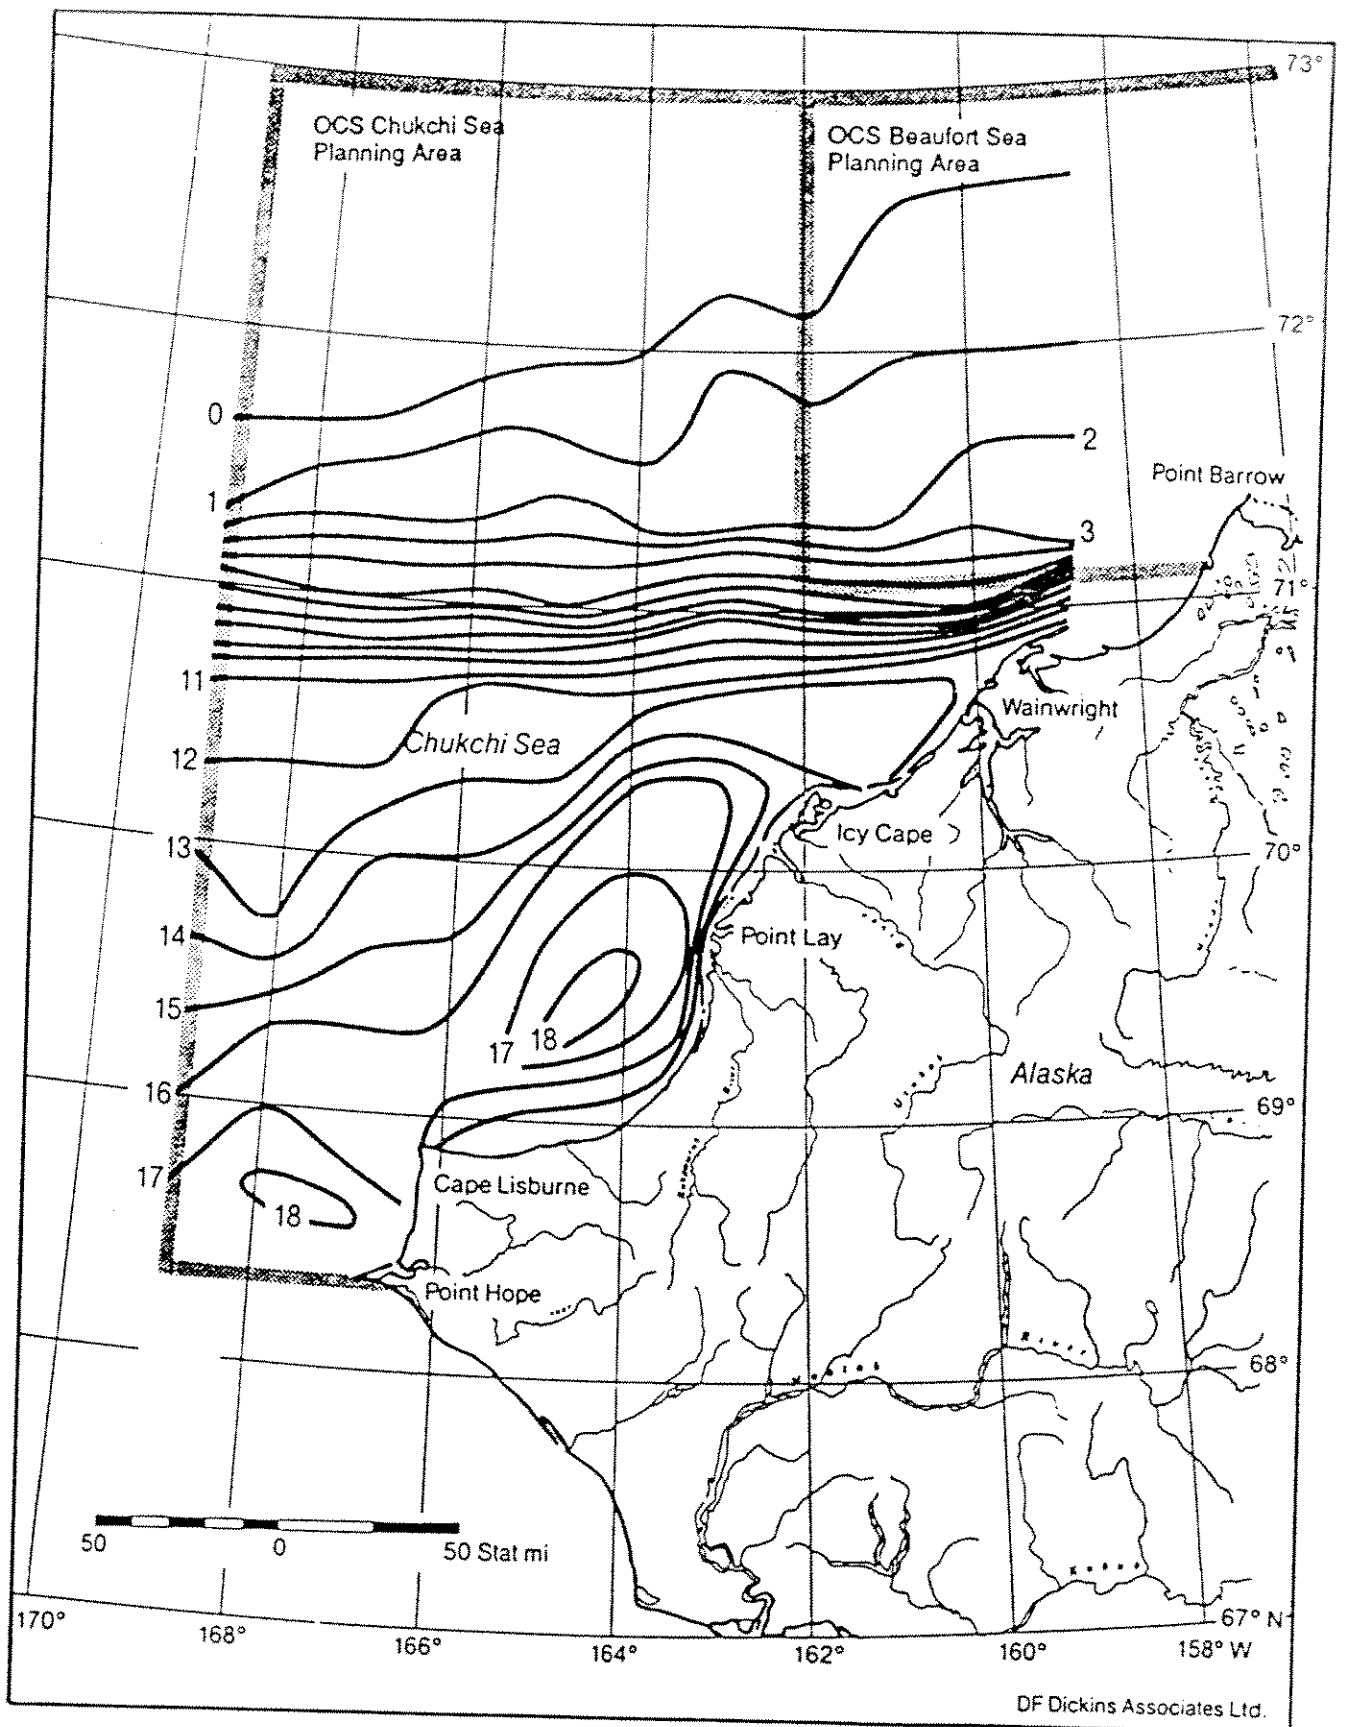 73°
OCS Chukchi Sea
Planning Area
OCS Beaufort Sea
Planning Area
72°
0
2
Point Barrow
1
3
71°
11
Wainwright
Chukchi Sea
12
Icy Cape
13
70°
14
Point Lay
15
17
18
16
Alaska
69°
17
Cape Lisburne
18
Point Hope
68°
50
0
50 Stat mi
170°
168°
166°
164°
162°
160°
158° W
67° N
DF Dickins Associates Ltd.